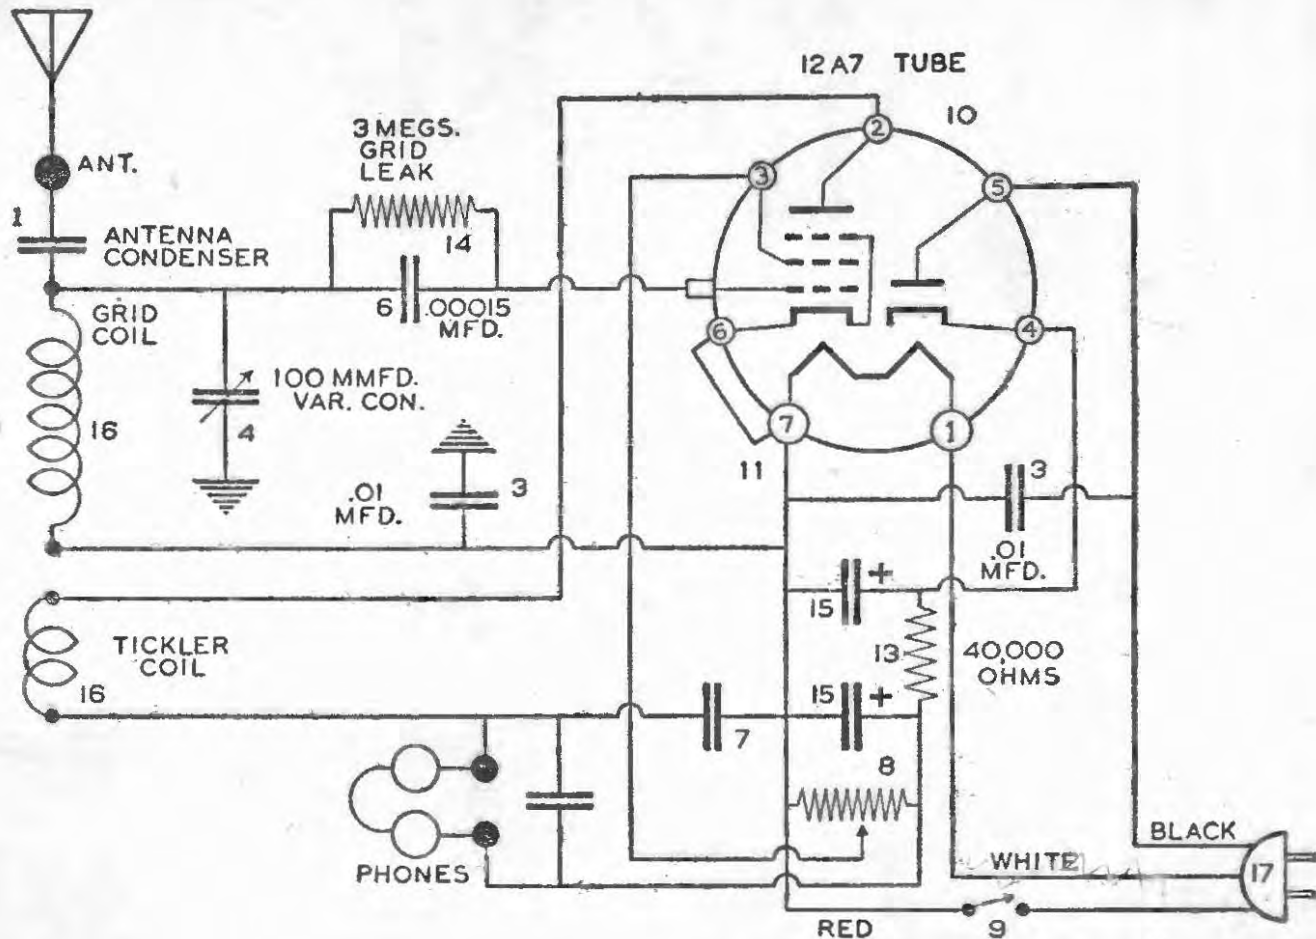 12A7 TUBE
10
2
3 MEGS.
GRID
LEAK
14
3
5
ANT.
1
ANTENNA
CONDENSER
GRID
COIL
6
.00015
MFD.
6
4
100 MMFD.
VAR. CON.
4
16
7
1
11
.01
MFD.
3
3
.01
MFD.
15
+
TICKLER
COIL
16
13
40,000
OHMS
15
+
7
8
PHONES
BLACK
WHITE
17
RED
9